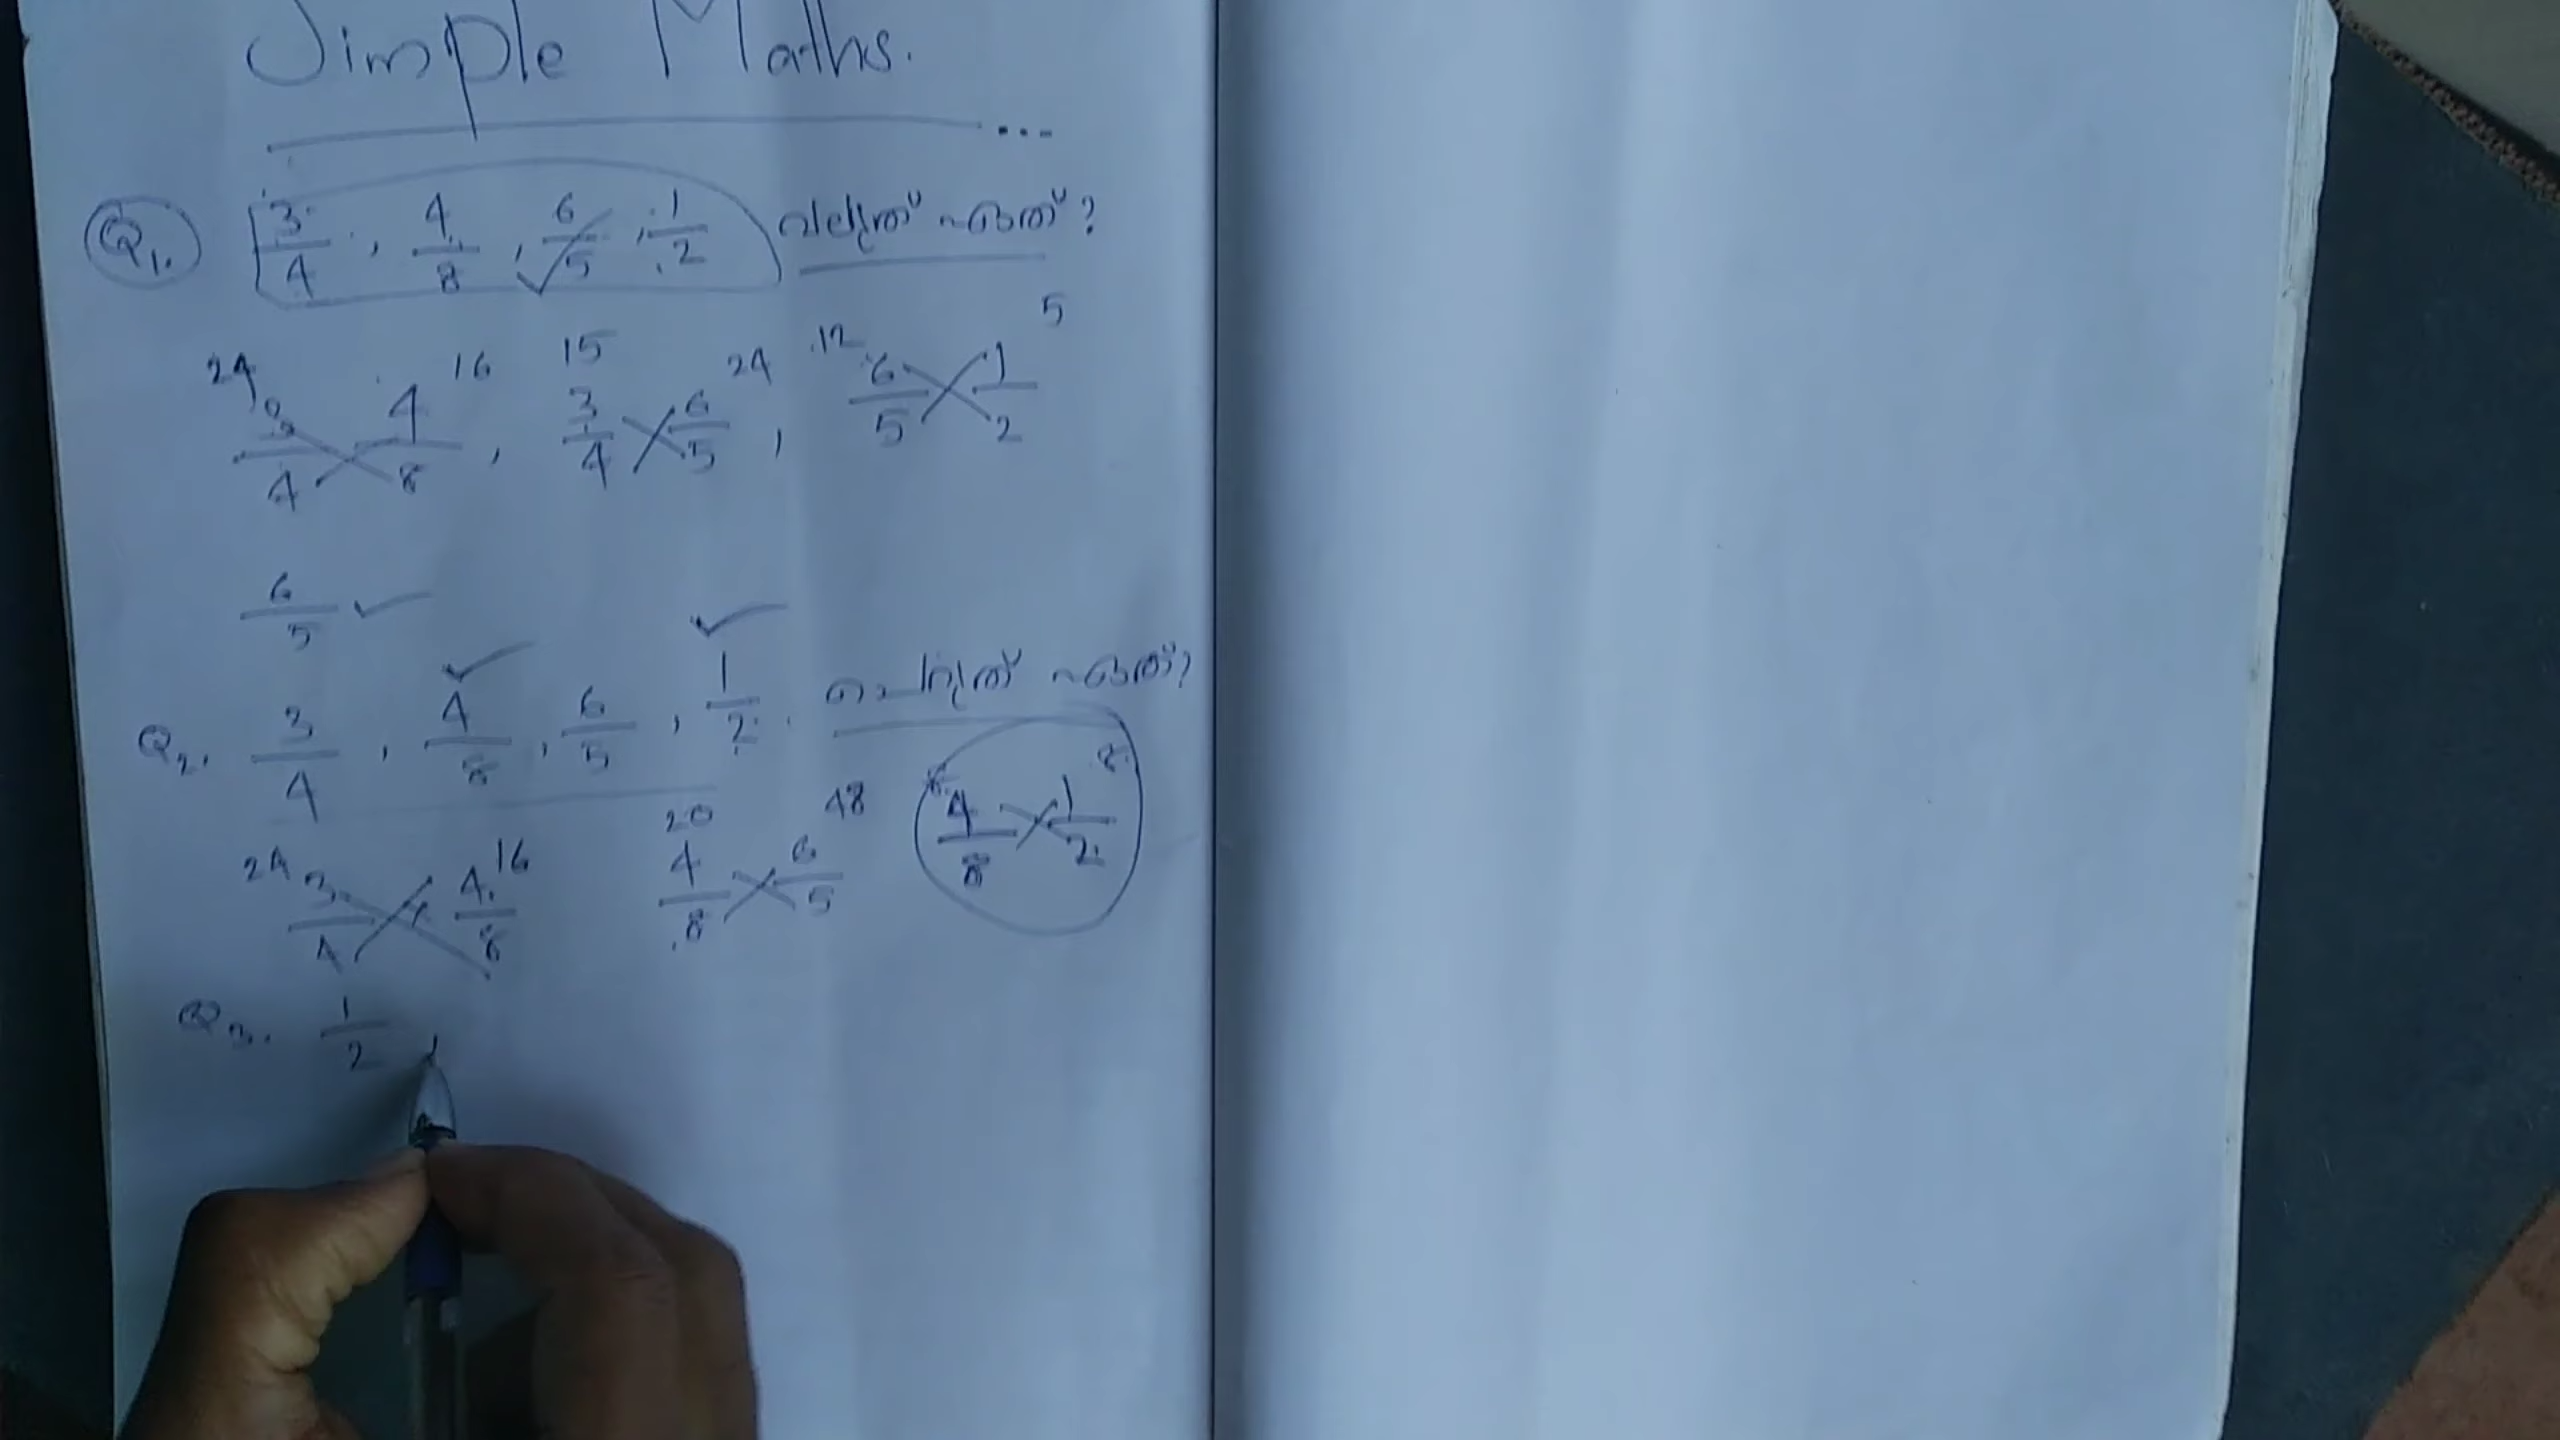 Simple Maths.
Q1. 3/4, 4/8, 6/5, 1/2 വലുത് ഏത്?
24 3/4 4/8 16, 15 3/4 6/5 24, 12 6/5 1/2 5
6/5 ✓
Q2. 3/4, 4/8 ✓, 6/5, 1/2 ✓. ചെറുത് ഏത്?
24 3/4 4/8 16 20 4/8 6/5 48 8 4/8 1/2 8
Q3. 1/2,